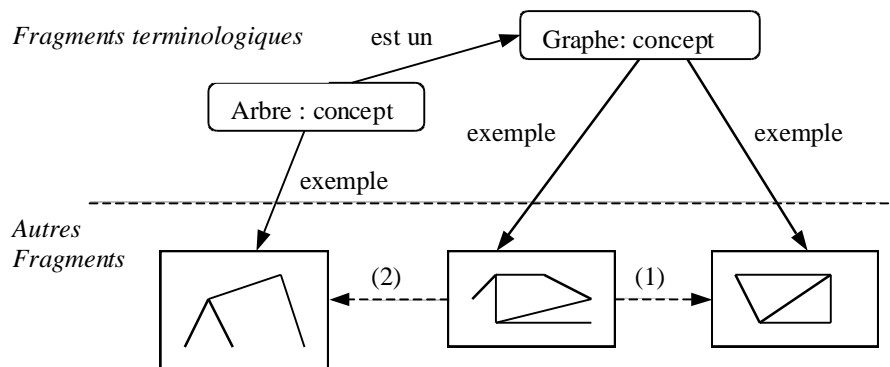 Fragments terminologiques
est un
Graphe: concept
Arbre : concept
exemple
exemple
exemple
Autres
Fragments
(2)
(1)